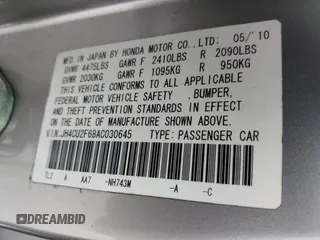 MFD. IN JAPAN BY HONDA MOTOR CO., LTD. 05/'10
GVWR 4475LBS GAWR F 2410LBS R 2090LBS
GVWR 2030KG GAWR F 1095KG R 950KG
THIS VEHICLE CONFORMS TO ALL APPLICABLE
FEDERAL MOTOR VEHICLE SAFETY , BUMPER,
AND THEFT PREVENTION STANDARDS IN EFFECT
ON THE DATE OF MANUFACTURE SHOWN ABOVE.
V.I.N:JH4CU2F68AC030645 TYPE: PASSENGER CAR
TL2 A AA7 -NH743M -A -C
DREAMBID